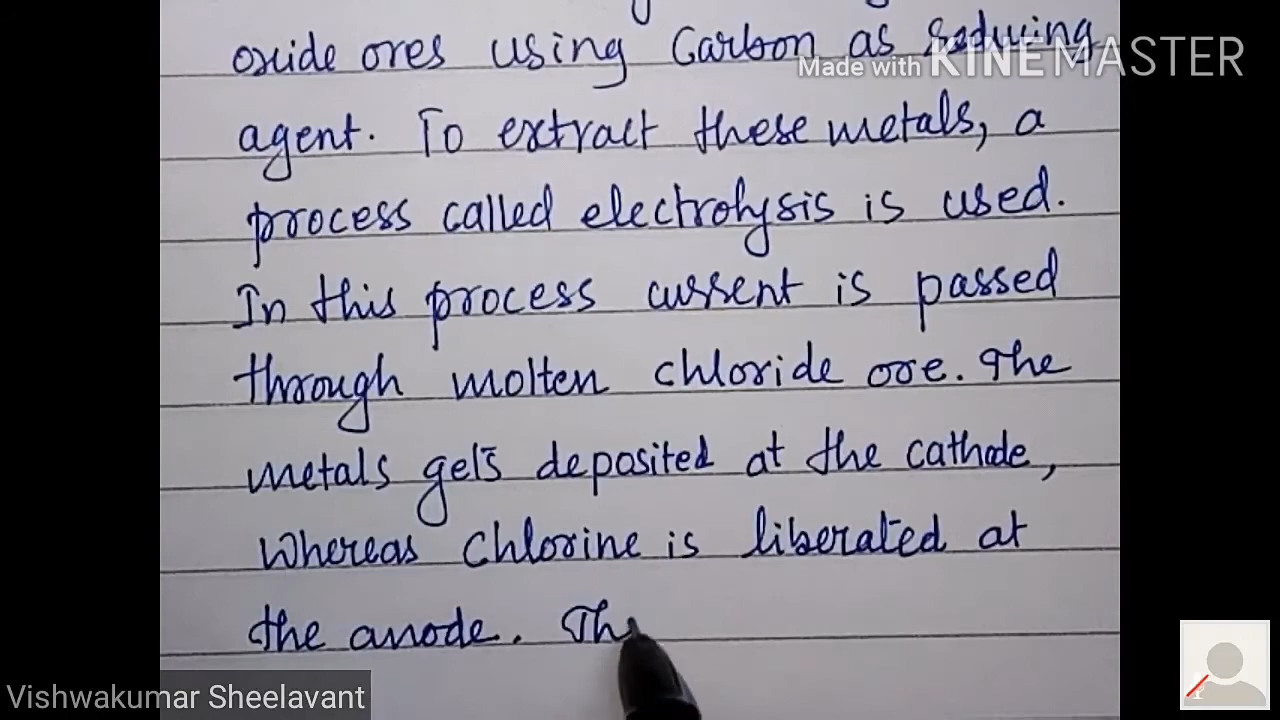 oxide ores using Carbon as reducing
Made with KINEMASTER
agent. To extract these metals, a
process called electrolysis is used.
In this process current is passed
through molten chloride ore. The
metals gets deposited at the cathode,
whereas chlorine is liberated at
the anode. Th
Vishwakumar Sheelavant